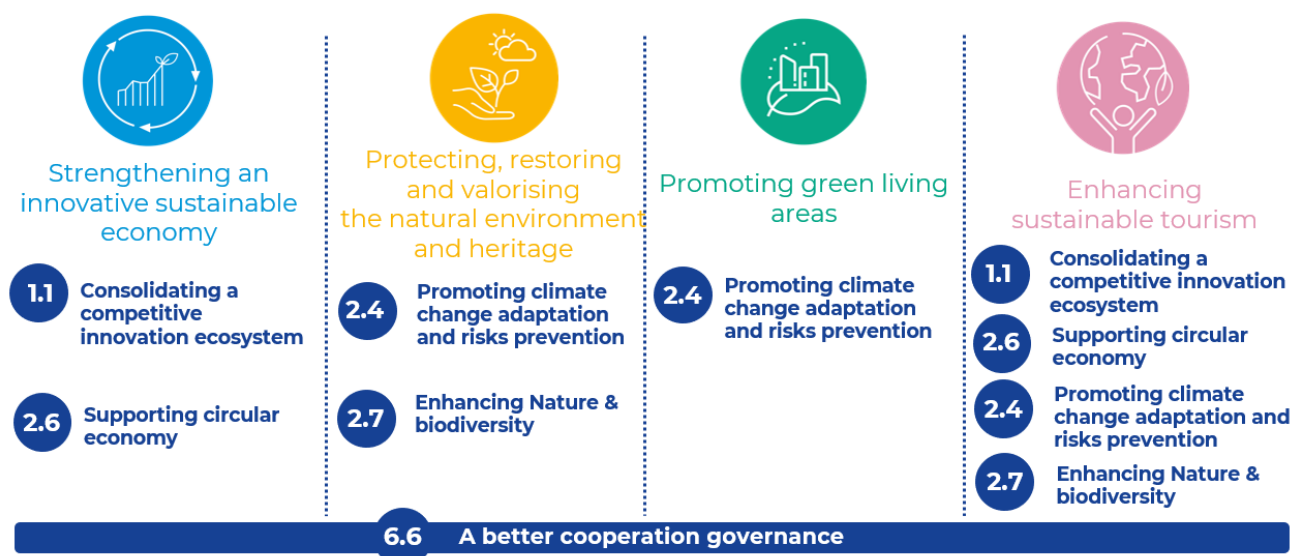 Strengthening an
innovative sustainable
economy
1.1
Consolidating a
competitive
innovation ecosystem
2.6
Supporting circular
economy
Protecting, restoring
and valorising
the natural environment
and heritage
2.4
Promoting climate
change adaptation
and risks prevention
2.7
Enhancing Nature &
biodiversity
Promoting green living
areas
2.4
Promoting climate
change adaptation
and risks prevention
Enhancing
sustainable tourism
1.1
Consolidating a
competitive innovation
ecosystem
2.6
Supporting circular
economy
2.4
Promoting climate
change adaptation and
risks prevention
2.7
Enhancing Nature &
biodiversity
6.6 A better cooperation governance